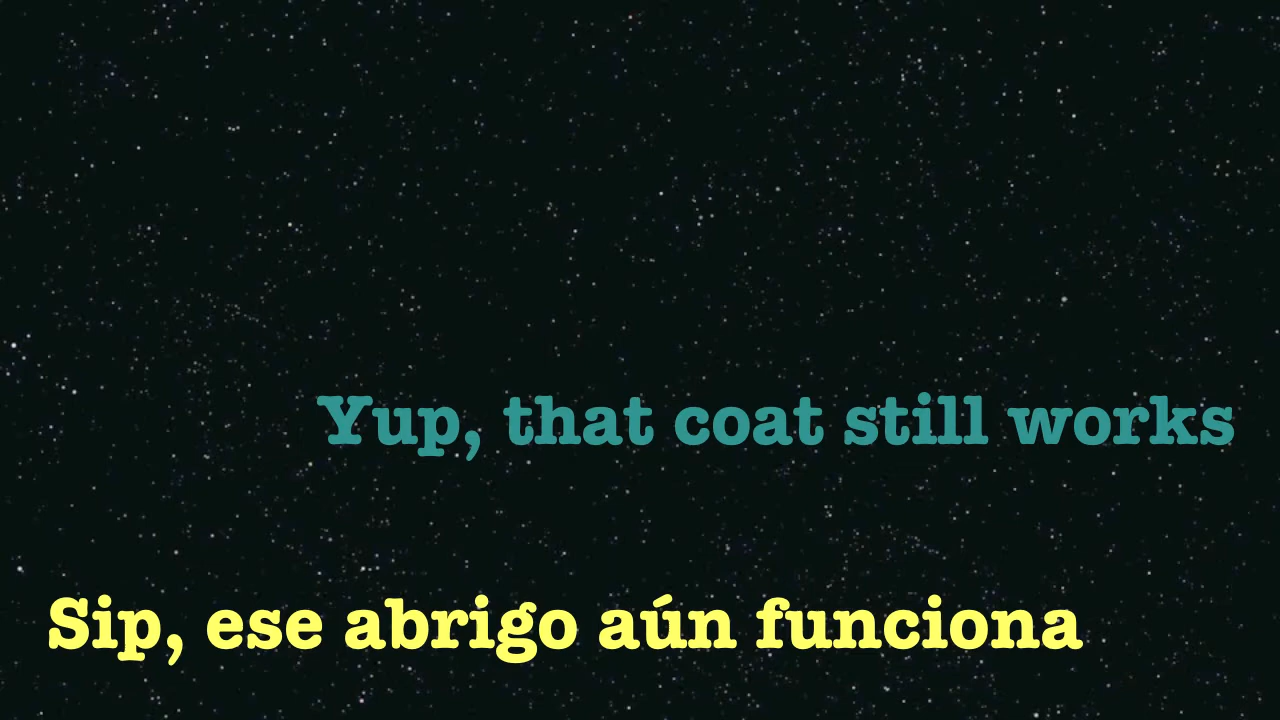 Yup, that coat still works
Sip, ese abrigo aún funciona